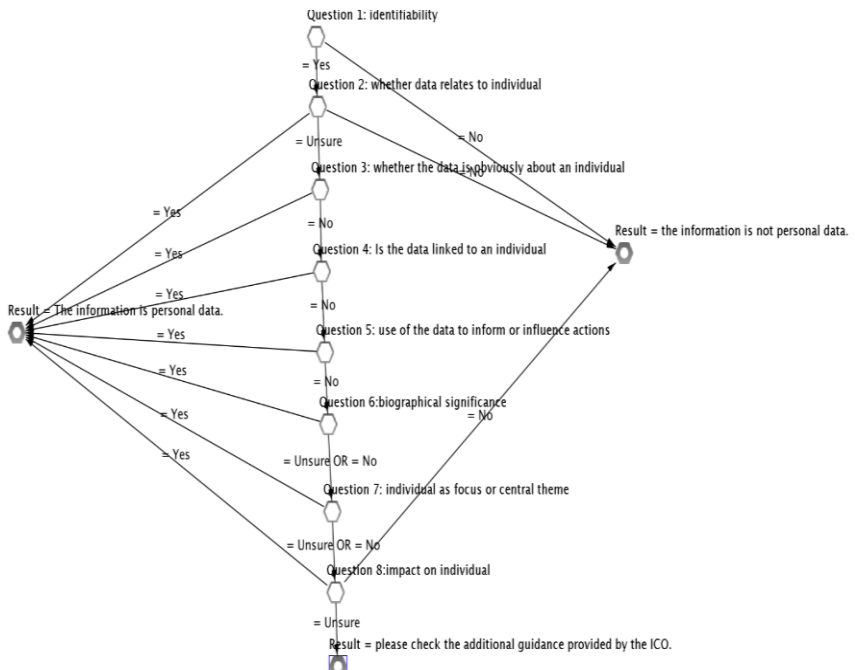 Question 1: identifiability
= Yes
Question 2: whether data relates to individual
= No
= Unsure
Question 3: whether the data is obviously about an individual
= No
= Yes
= No
Result = the information is not personal data.
Question 4: Is the data linked to an individual
= Yes
= Yes
= No
Result = The information is personal data.
Question 5: use of the data to inform or influence actions
= Yes
= Yes
= No
Question 6:biographical significance
= Yes
= No
= Yes
= Unsure OR = No
Question 7: individual as focus or central theme
= Unsure OR = No
Question 8:impact on individual
= Unsure
Result = please check the additional guidance provided by the ICO.